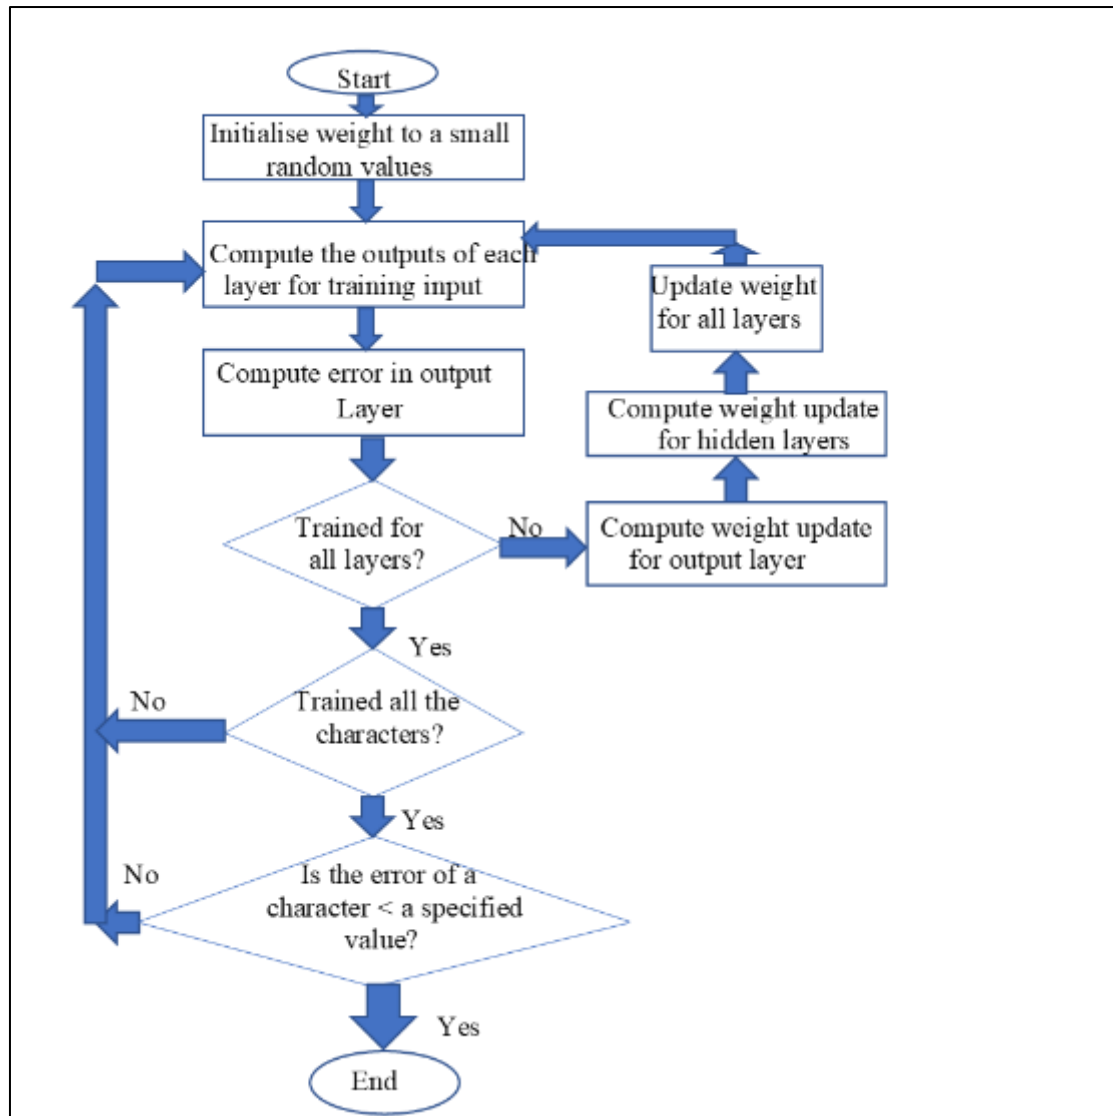 Start
Initialise weight to a small
random values
Compute the outputs of each
layer for training input
Update weight
for all layers
Compute error in output
Layer
Compute weight update
for hidden layers
Trained for
all layers?
No
Compute weight update
for output layer
Yes
No
Trained all the
characters?
Yes
No
Is the error of a
character < a specified
value?
Yes
End